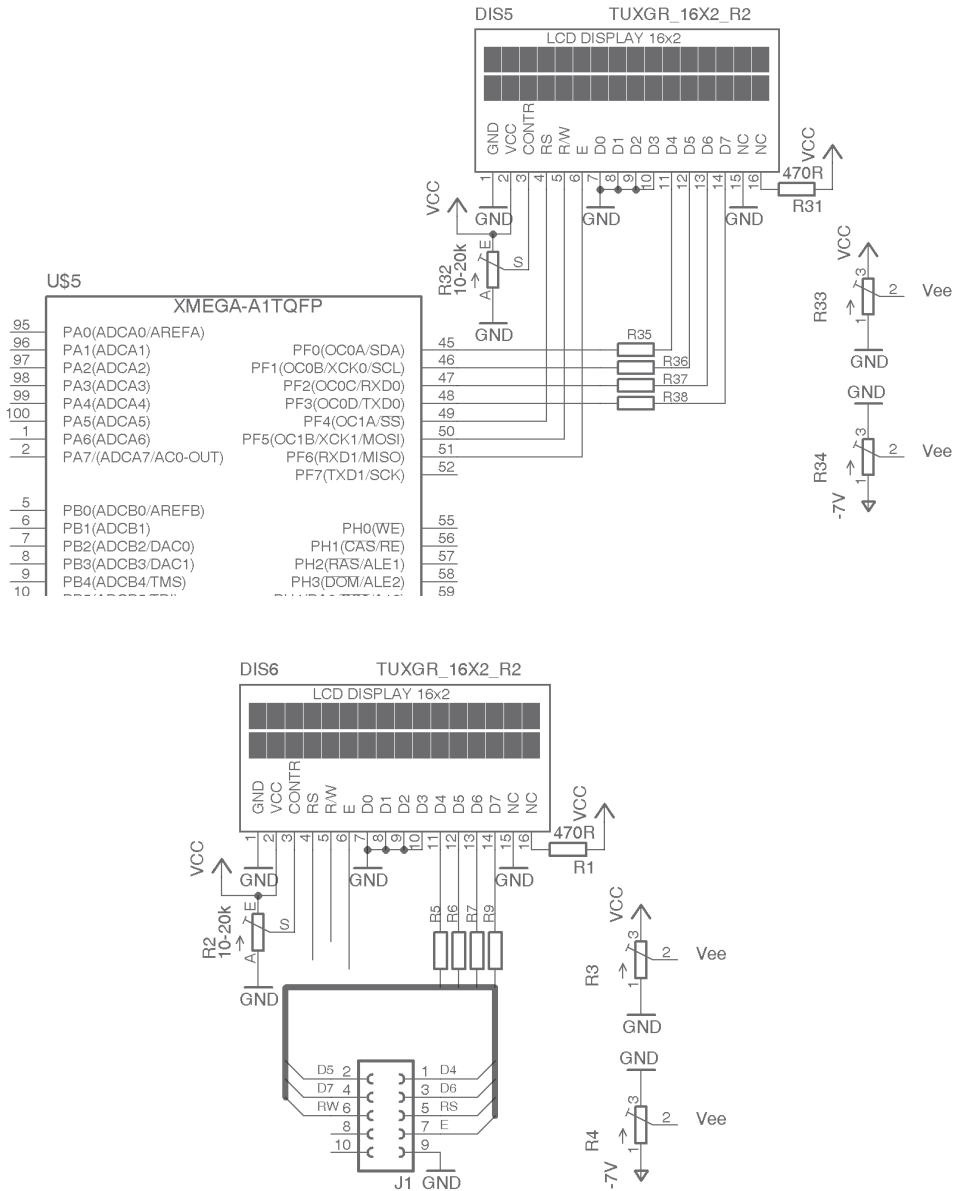 DIS5 TUXGR_16X2_R2
LCD DISPLAY 16x2
GND VCC CONTR RS R/W E D0 D1 D2 D3 D4 D5 D6 D7 NC NC
1 2 3 4 5 6 7 8 9 10 11 12 13 14 15 16
VCC
470R
R31
VCC
GND
GND
GND
R32
10-20k
E
S
A
GND
VCC
R33
3
2
1
Vee
GND
GND
R34
3
2
1
Vee
-7V
U$5
XMEGA-A1TQFP
95 PA0(ADCA0/AREFA)
96 PA1(ADCA1)
97 PA2(ADCA2)
98 PA3(ADCA3)
99 PA4(ADCA4)
100 PA5(ADCA5)
1 PA6(ADCA6)
2 PA7/(ADCA7/AC0-OUT)
5 PB0(ADCB0/AREFB)
6 PB1(ADCB1)
7 PB2(ADCB2/DAC0)
8 PB3(ADCB3/DAC1)
9 PB4(ADCB4/TMS)
10
PF0(OC0A/SDA) 45 R35
PF1(OC0B/XCK0/SCL) 46 R36
PF2(OC0C/RXD0) 47 R37
PF3(OC0D/TXD0) 48 R38
PF4(OC1A/SS) 49
PF5(OC1B/XCK1/MOSI) 50
PF6(RXD1/MISO) 51
PF7(TXD1/SCK) 52
PH0(WE) 55
PH1(CAS/RE) 56
PH2(RAS/ALE1) 57
PH3(DOM/ALE2) 58
59
DIS6 TUXGR_16X2_R2
LCD DISPLAY 16x2
GND VCC CONTR RS R/W E D0 D1 D2 D3 D4 D5 D6 D7 NC NC
1 2 3 4 5 6 7 8 9 10 11 12 13 14 15 16
VCC
470R
R1
VCC
GND
GND
GND
R2
10-20k
E
S
A
GND
R5 R6 R7 R9
VCC
R3
3
2
1
Vee
GND
GND
R4
3
2
1
Vee
-7V
D5 2 1 D4
D7 4 3 D6
RW 6 5 RS
8 7 E
10 9
J1 GND